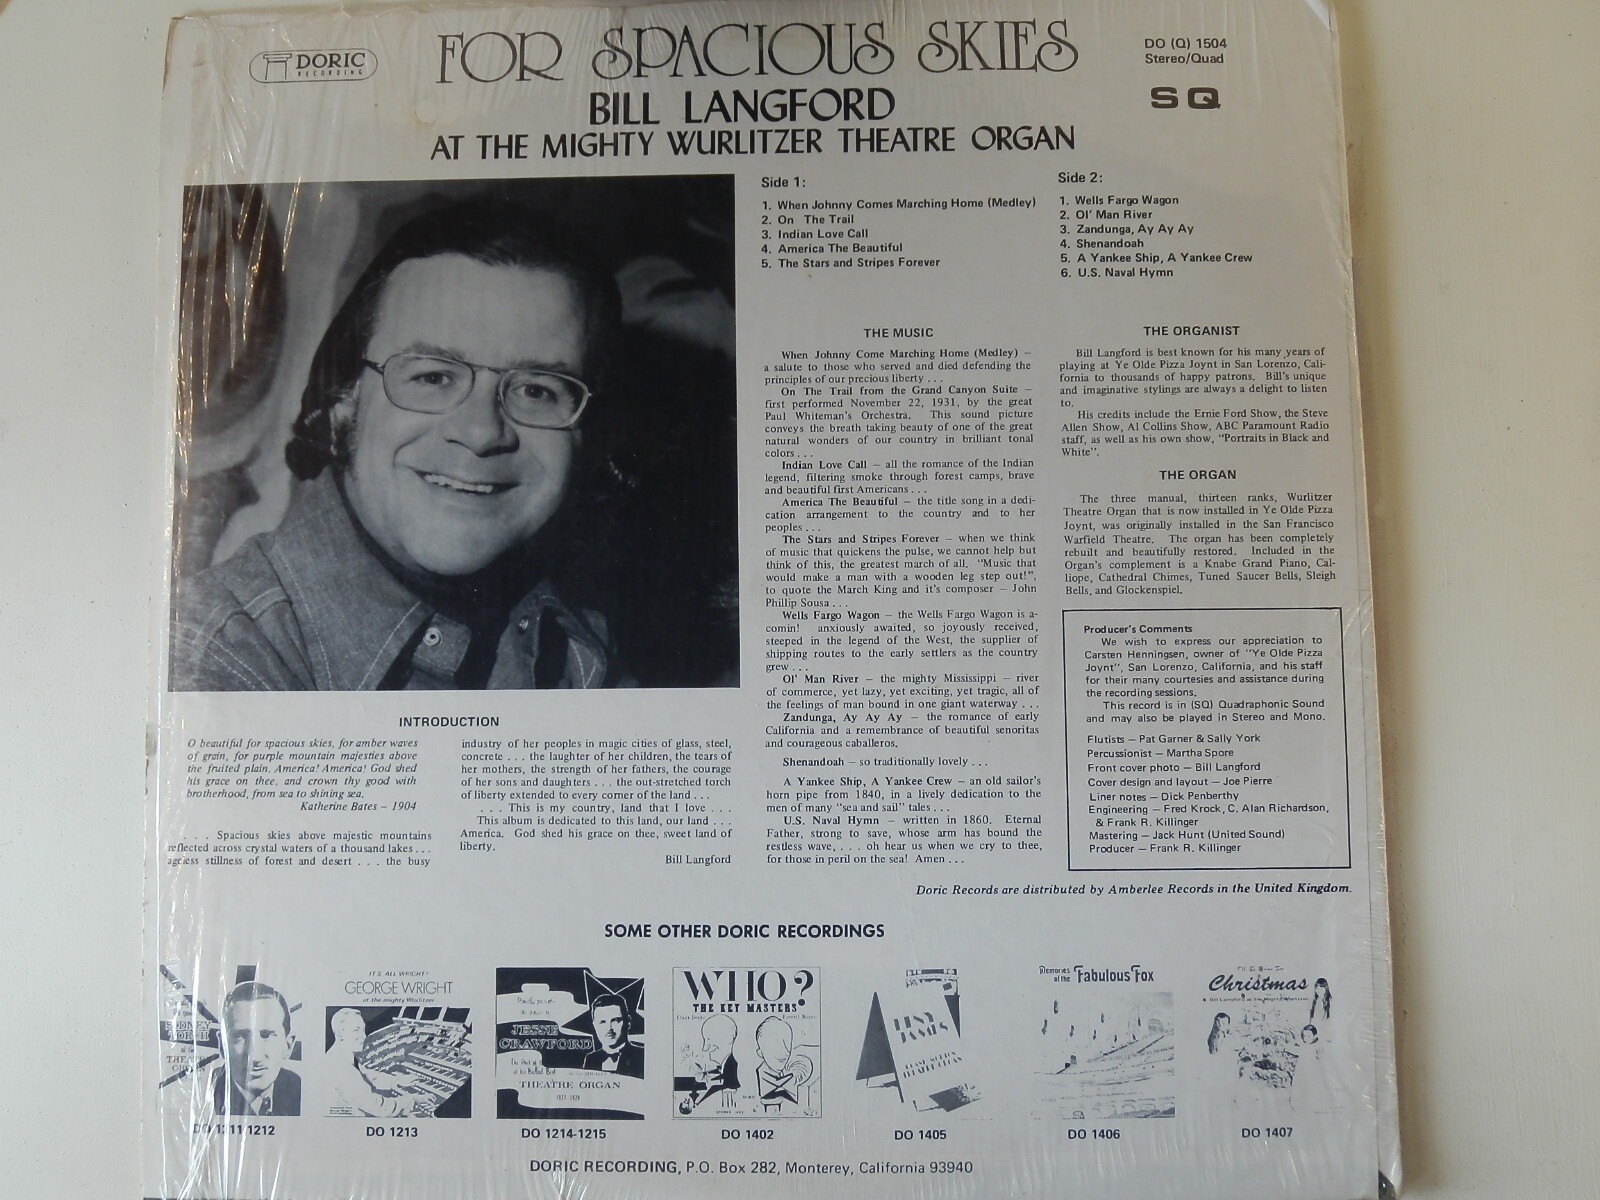 DORIC
RECORDING
FOR SPACIOUS SKIES
BILL LANGFORD
AT THE MIGHTY WURLITZER THEATRE ORGAN
DO (Q) 1504
Stereo/Quad
SQ
Side 1:
1. When Johnny Comes Marching Home (Medley)
2. On The Trail
3. Indian Love Call
4. America The Beautiful
5. The Stars and Stripes Forever
Side 2:
1. Wells Fargo Wagon
2. Ol' Man River
3. Zandunga, Ay Ay Ay
4. Shenandoah
5. A Yankee Ship, A Yankee Crew
6. U.S. Naval Hymn
INTRODUCTION
O beautiful for spacious skies, for amber waves
of grain, for purple mountain majesties above
the fruited plain. America! America! God shed
his grace on thee, and crown thy good with
brotherhood, from sea to shining sea.
Katherine Bates – 1904
. . . Spacious skies above majestic mountains
reflected across crystal waters of a thousand lakes . . .
ageless stillness of forest and desert . . . the busy
industry of her peoples in magic cities of glass, steel,
concrete . . . the laughter of her children, the tears of
her mothers, the strength of her fathers, the courage
of her sons and daughters . . . the out-stretched torch
of liberty extended to every corner of the land . . .
. . . This is my country, land that I love . . .
This album is dedicated to this land, our land . . .
America. God shed his grace on thee, sweet land of
liberty.
Bill Langford
THE MUSIC
When Johnny Come Marching Home (Medley) –
a salute to those who served and died defending the
principles of our precious liberty . . .
On The Trail from the Grand Canyon Suite –
first performed November 22, 1931, by the great
Paul Whiteman's Orchestra. This sound picture
conveys the breath taking beauty of one of the great
natural wonders of our country in brilliant tonal
colors . . .
Indian Love Call – all the romance of the Indian
legend, filtering smoke through forest camps, brave
and beautiful first Americans . . .
America The Beautiful – the title song in a dedi-
cation arrangement to the country and to her
peoples . . .
The Stars and Stripes Forever – when we think
of music that quickens the pulse, we cannot help but
think of this, the greatest march of all. "Music that
would make a man with a wooden leg step out!",
to quote the March King and it's composer – John
Phillip Sousa . . .
Wells Fargo Wagon – the Wells Fargo Wagon is a-
comin! anxiously awaited, so joyously received,
steeped in the legend of the West, the supplier of
shipping routes to the early settlers as the country
grew . . .
Ol' Man River – the mighty Mississippi – river
of commerce, yet lazy, yet exciting, yet tragic, all of
the feelings of man bound in one giant waterway . . .
Zandunga, Ay Ay Ay – the romance of early
California and a remembrance of beautiful senoritas
and courageous caballeros.
Shenandoah – so traditionally lovely . . .
A Yankee Ship, A Yankee Crew – an old sailor's
horn pipe from 1840, in a lively dedication to the
men of many "sea and sail" tales . . .
U.S. Naval Hymn – written in 1860. Eternal
Father, strong to save, whose arm has bound the
restless wave, . . . oh hear us when we cry to thee,
for those in peril on the sea! Amen . . .
THE ORGANIST
Bill Langford is best known for his many years of
playing at Ye Olde Pizza Joynt in San Lorenzo, Cali-
fornia to thousands of happy patrons. Bill's unique
and imaginative stylings are always a delight to listen
to.
His credits include the Ernie Ford Show, the Steve
Allen Show, Al Collins Show, ABC Paramount Radio
staff, as well as his own show, "Portraits in Black and
White".
THE ORGAN
The three manual, thirteen ranks, Wurlitzer
Theatre Organ that is now installed in Ye Olde Pizza
Joynt, was originally installed in the San Francisco
Warfield Theatre. The organ has been completely
rebuilt and beautifully restored. Included in the
Organ's complement is a Knabe Grand Piano, Cal-
liope, Cathedral Chimes, Tuned Saucer Bells, Sleigh
Bells, and Glockenspiel.
Producer's Comments
We wish to express our appreciation to
Carsten Henningsen, owner of "Ye Olde Pizza
Joynt", San Lorenzo, California, and his staff
for their many courtesies and assistance during
the recording sessions.
This record is in (SQ) Quadraphonic Sound
and may also be played in Stereo and Mono.
Flutists – Pat Garner & Sally York
Percussionist – Martha Spore
Front cover photo – Bill Langford
Cover design and layout – Joe Pierre
Liner notes – Dick Penberthy
Engineering – Fred Krock, C. Alan Richardson,
& Frank R. Killinger
Mastering – Jack Hunt (United Sound)
Producer – Frank R. Killinger
Doric Records are distributed by Amberlee Records in the United Kingdom.
SOME OTHER DORIC RECORDINGS
IT'S ALL WRIGHT!
GEORGE WRIGHT
at the mighty Wurlitzer
JESSE
CRAWFORD
THEATRE ORGAN
1927-1929
WHO?
THE KEY MASTERS
Memories
of the Fabulous Fox
Christmas
DO 1211-1212
DO 1213
DO 1214-1215
DO 1402
DO 1405
DO 1406
DO 1407
DORIC RECORDING, P.O. Box 282, Monterey, California 93940